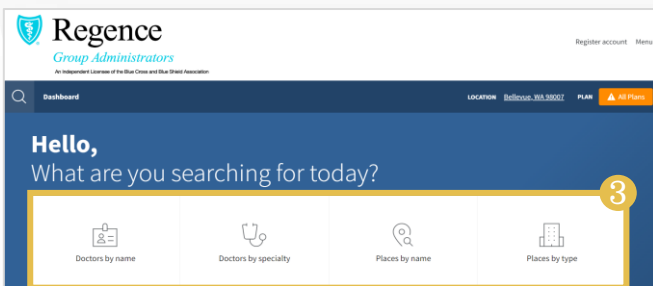 Regence
Group Administrators
An Independent Licensee of the Blue Cross and Blue Shield Association
Register account Menu
Dashboard
LOCATION Bellevue, WA 98007 PLAN All Plans
Hello,
What are you searching for today?
3
Doctors by name Doctors by specialty Places by name Places by type